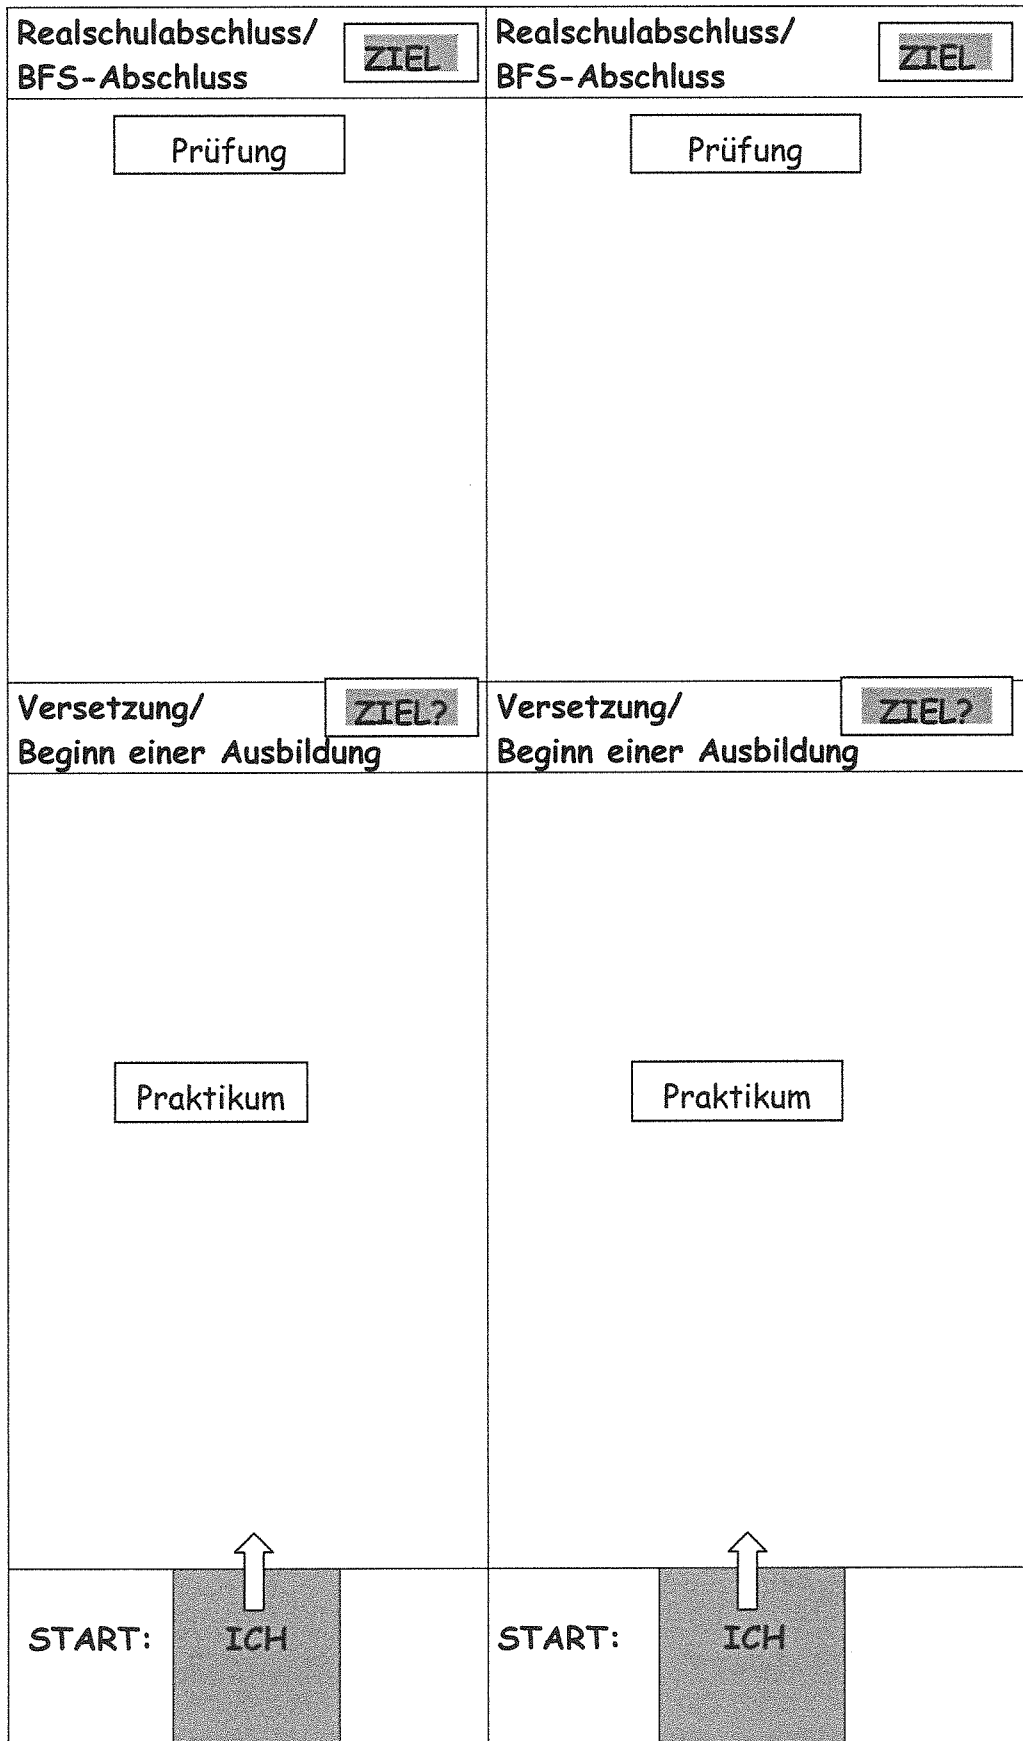 Realschulabschluss/
BFS-Abschluss
ZIEL
Prüfung
Versetzung/
Beginn einer Ausbildung
ZIEL?
Praktikum
START:
ICH
Realschulabschluss/
BFS-Abschluss
ZIEL
Prüfung
Versetzung/
Beginn einer Ausbildung
ZIEL?
Praktikum
START:
ICH